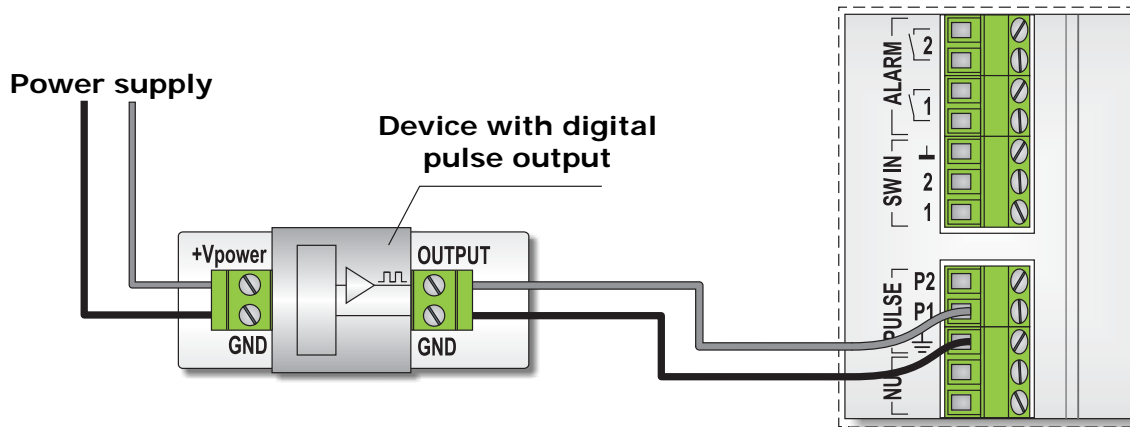 Power supply
Device with digital
pulse output
+Vpower
GND
OUTPUT
GND
ALARM
2
1
SW IN
2
1
PULSE
P2
P1
NU